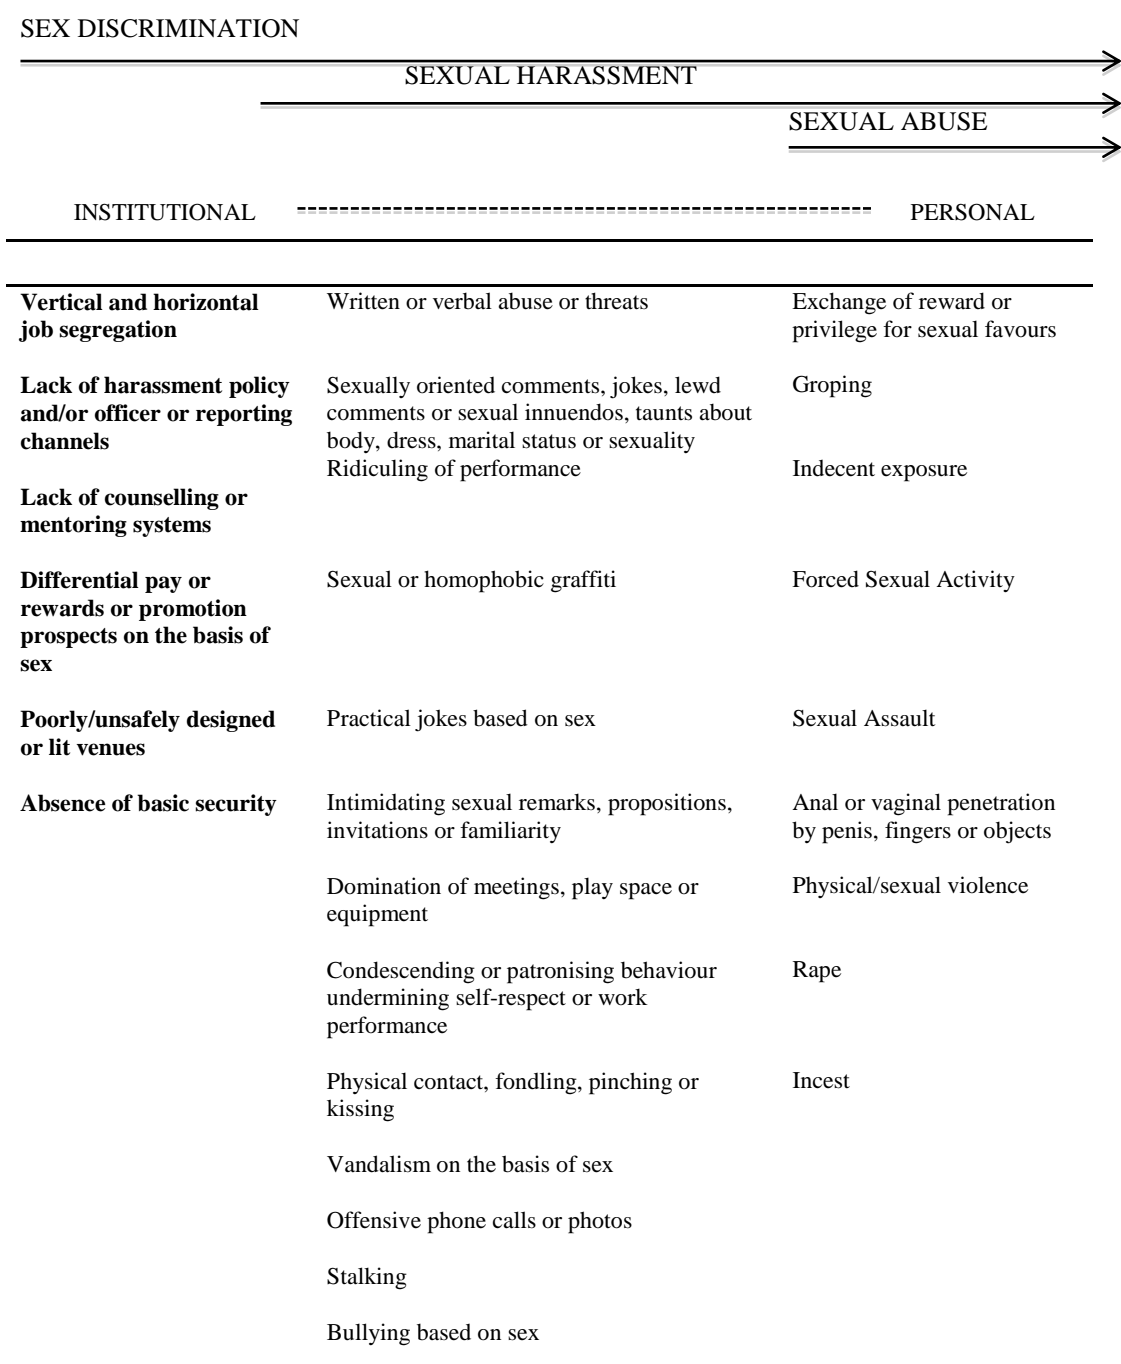 SEX DISCRIMINATION
SEXUAL HARASSMENT
SEXUAL ABUSE
INSTITUTIONAL ---------------------------------------------------------- PERSONAL
Vertical and horizontal
job segregation
Lack of harassment policy
and/or officer or reporting
channels
Lack of counselling or
mentoring systems
Differential pay or
rewards or promotion
prospects on the basis of
sex
Poorly/unsafely designed
or lit venues
Absence of basic security
Written or verbal abuse or threats
Sexually oriented comments, jokes, lewd
comments or sexual innuendos, taunts about
body, dress, marital status or sexuality
Ridiculing of performance
Sexual or homophobic graffiti
Practical jokes based on sex
Intimidating sexual remarks, propositions,
invitations or familiarity
Domination of meetings, play space or
equipment
Condescending or patronising behaviour
undermining self-respect or work
performance
Physical contact, fondling, pinching or
kissing
Vandalism on the basis of sex
Offensive phone calls or photos
Stalking
Bullying based on sex
Exchange of reward or
privilege for sexual favours
Groping
Indecent exposure
Forced Sexual Activity
Sexual Assault
Anal or vaginal penetration
by penis, fingers or objects
Physical/sexual violence
Rape
Incest